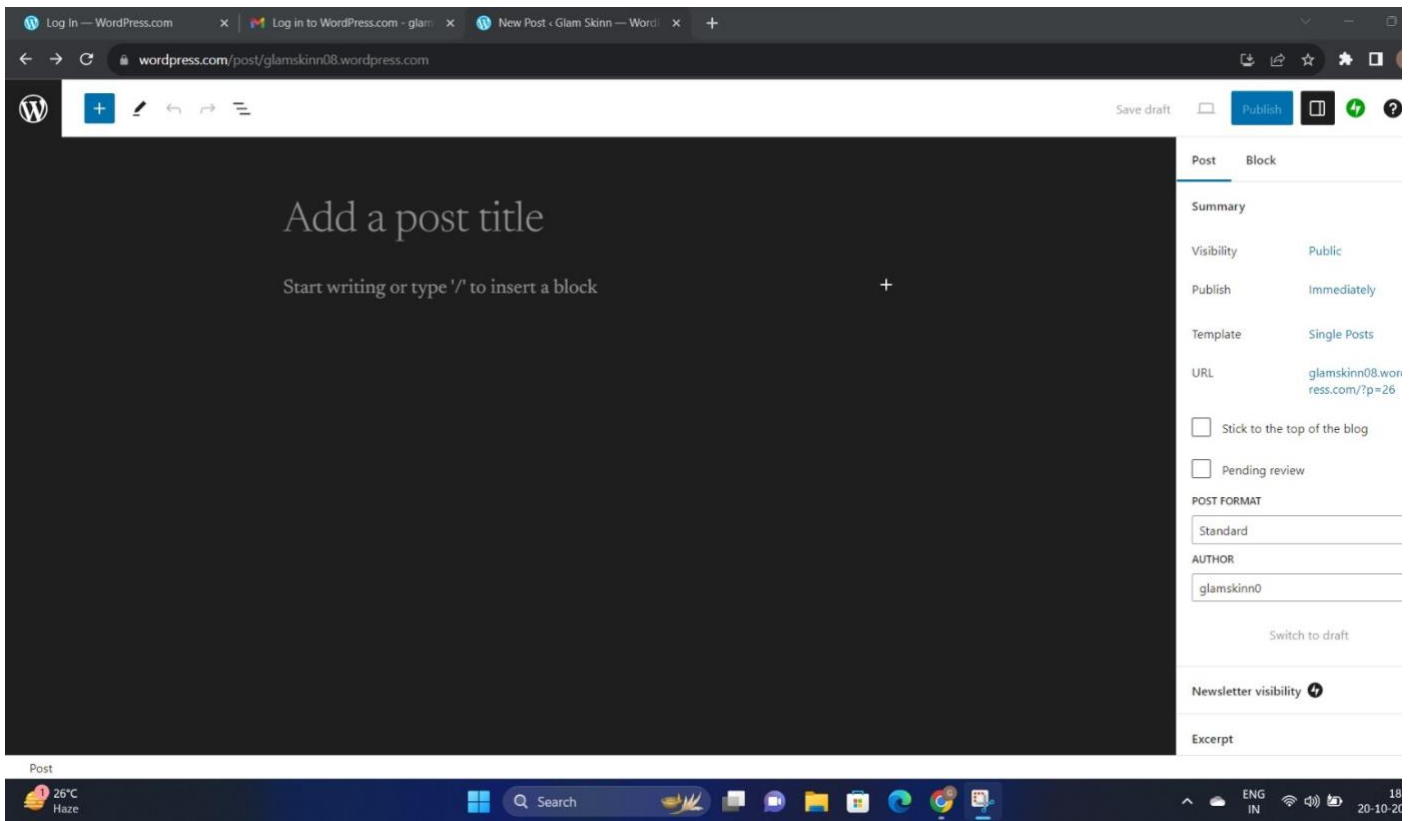 Log In — WordPress.com
Log in to WordPress.com - glam
New Post ‹ Glam Skinn — Word
wordpress.com/post/glamskinn08.wordpress.com
Save draft
Publish
Post Block
Add a post title
Start writing or type '/' to insert a block
Summary
Visibility Public
Publish Immediately
Template Single Posts
URL glamskinn08.wor
ress.com/?p=26
Stick to the top of the blog
Pending review
POST FORMAT
Standard
AUTHOR
glamskinn0
Switch to draft
Newsletter visibility
Excerpt
Post
1
26°C
Haze
Search
ENG
IN
18
20-10-20